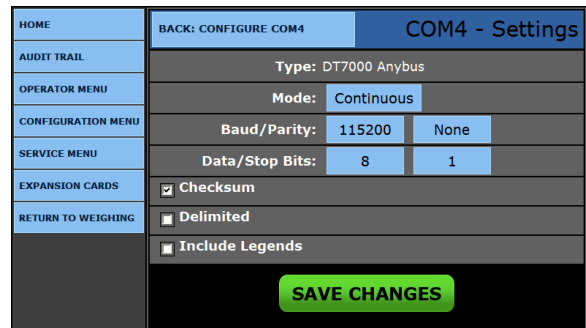 HOME
AUDIT TRAIL
OPERATOR MENU
CONFIGURATION MENU
SERVICE MENU
EXPANSION CARDS
RETURN TO WEIGHING
BACK: CONFIGURE COM4
COM4 - Settings
Type: DT7000 Anybus
Mode: Continuous
Baud/Parity: 115200 None
Data/Stop Bits: 8 1
Checksum
Delimited
Include Legends
SAVE CHANGES